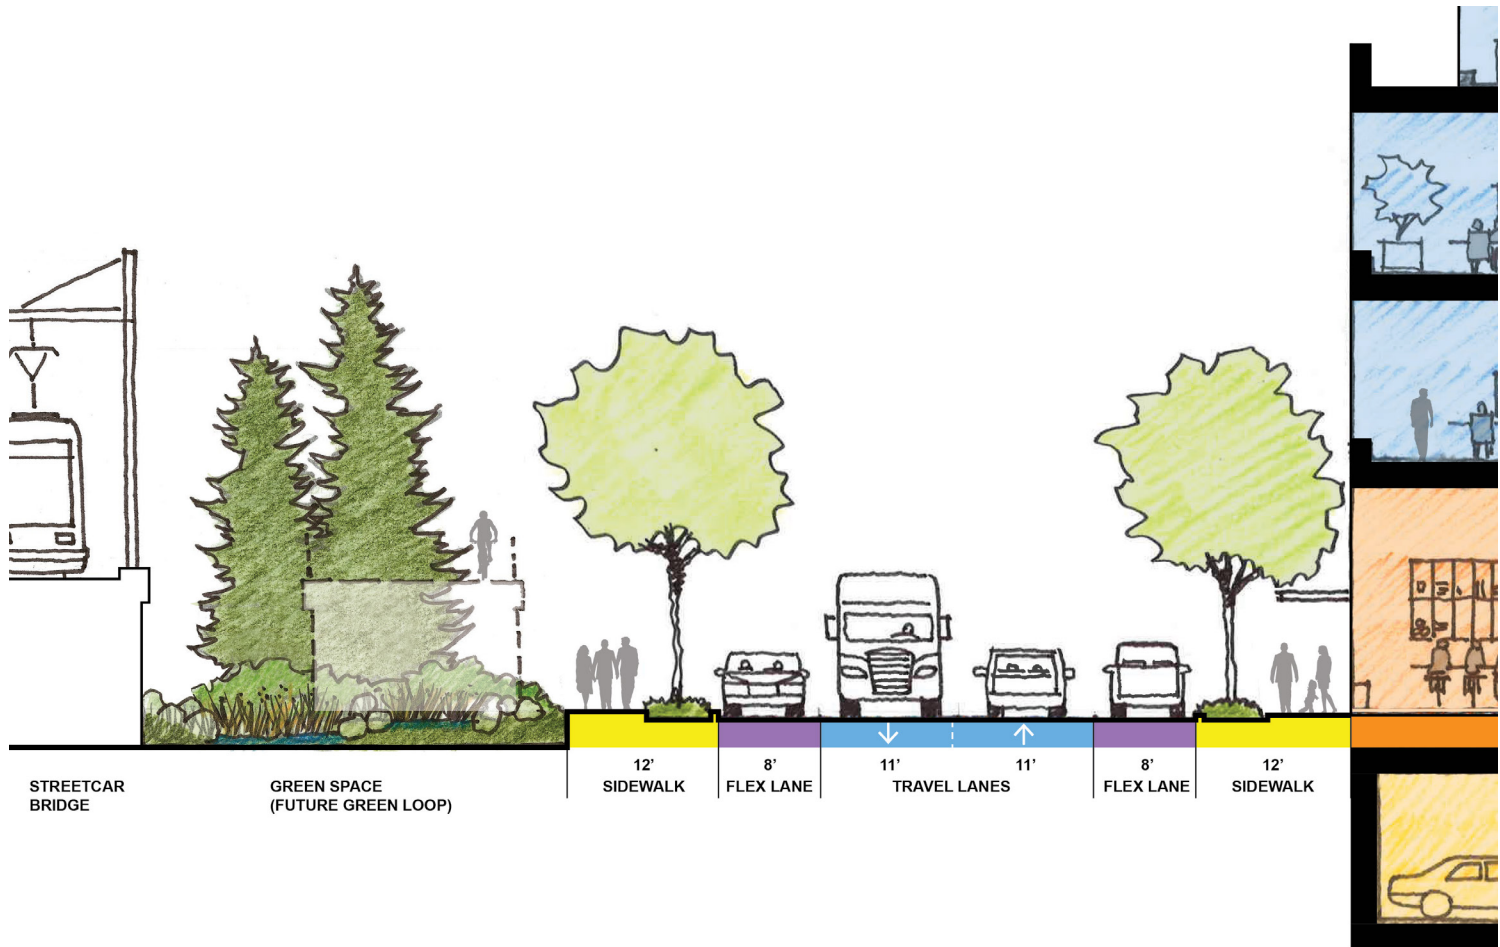 STREETCAR
BRIDGE
GREEN SPACE
(FUTURE GREEN LOOP)
12'
SIDEWALK
8'
FLEX LANE
11'
11'
TRAVEL LANES
8'
FLEX LANE
12'
SIDEWALK